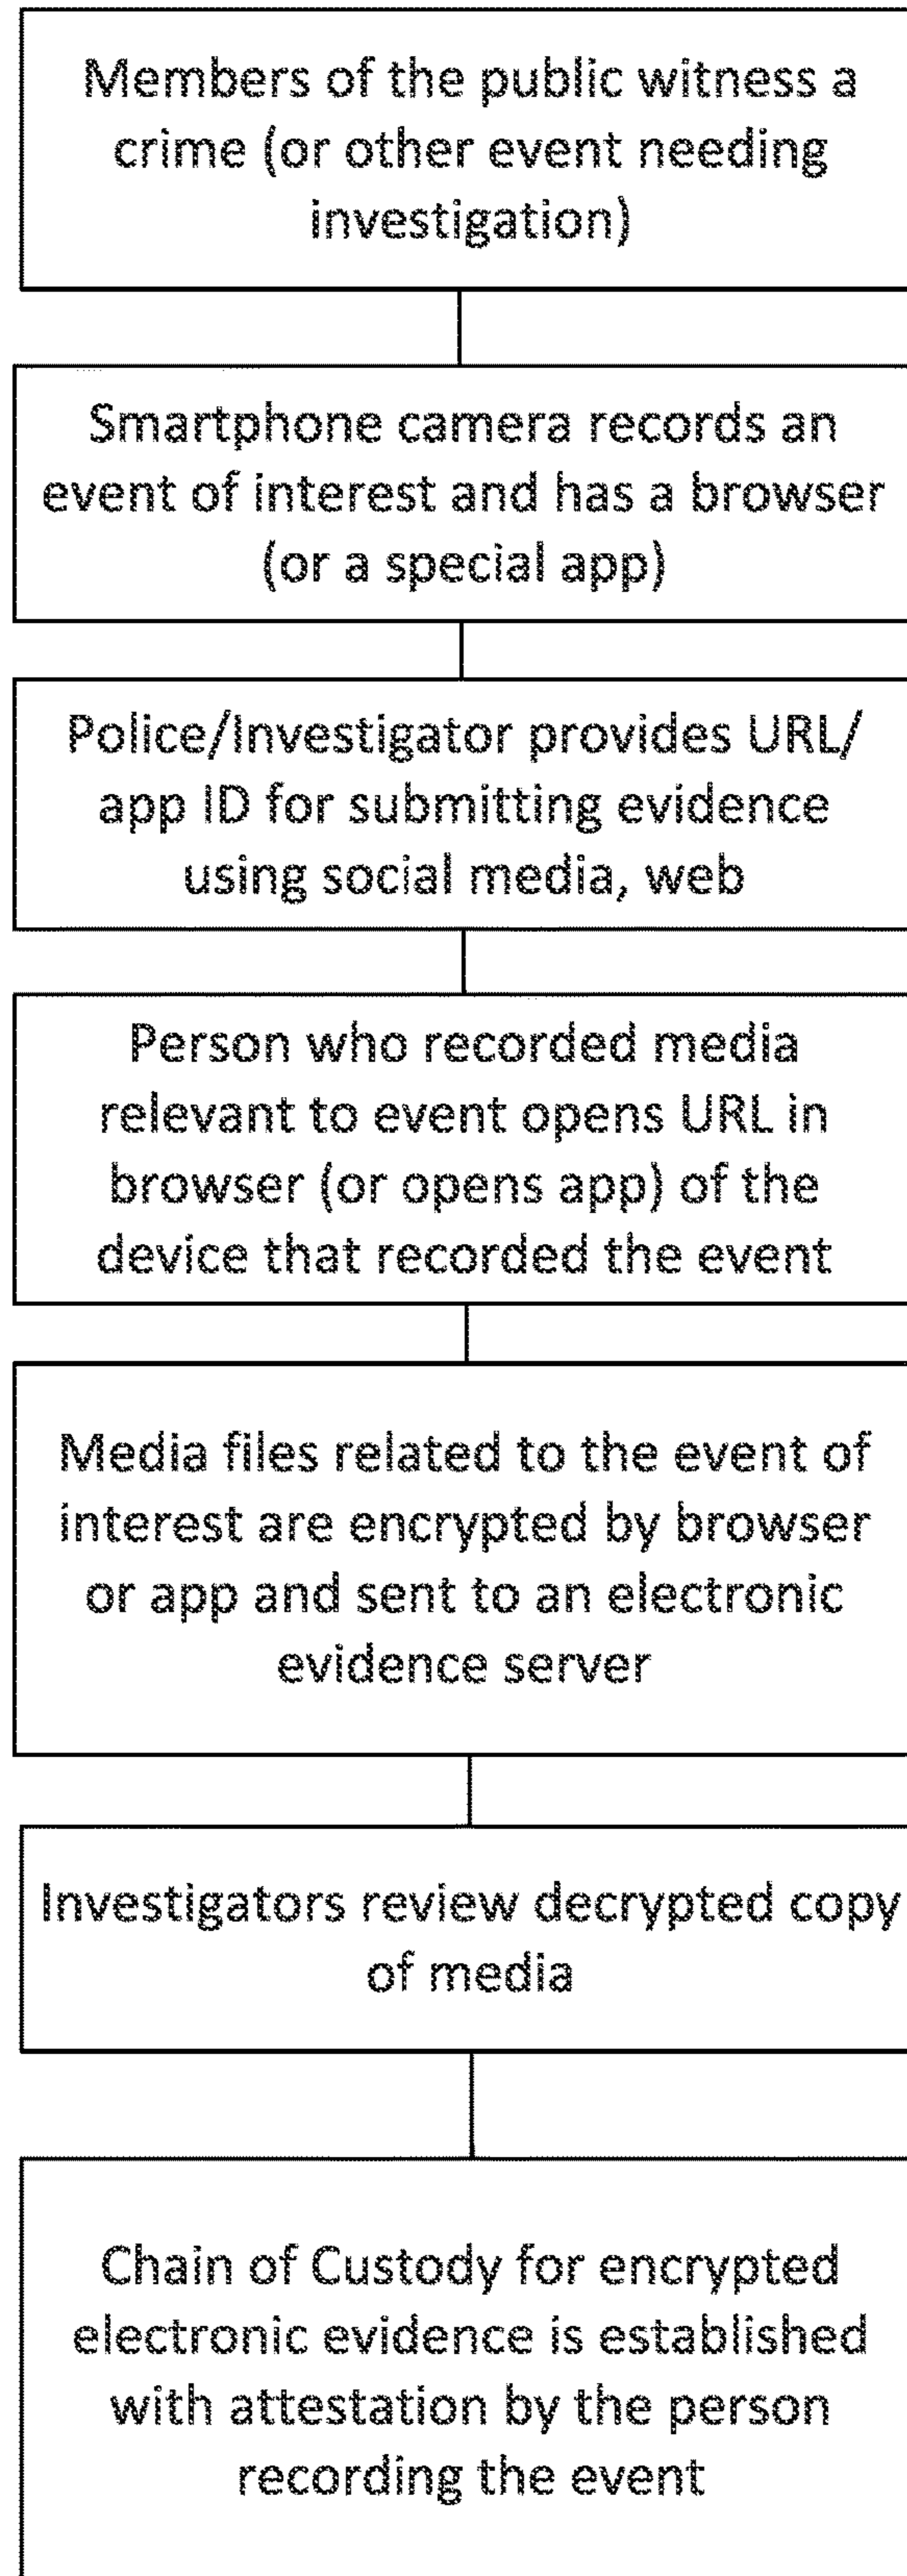 Members of the public witness a
crime (or other event needing
investigation)
Smartphone camera records an
event of interest and has a browser
(or a special app)
Police/Investigator provides URL/
app ID for submitting evidence
using social media, web
Person who recorded media
relevant to event opens URL in
browser (or opens app) of the
device that recorded the event
Media files related to the event of
interest are encrypted by browser
or app and sent to an electronic
evidence server
Investigators review decrypted copy
of media
Chain of Custody for encrypted
electronic evidence is established
with attestation by the person
recording the event